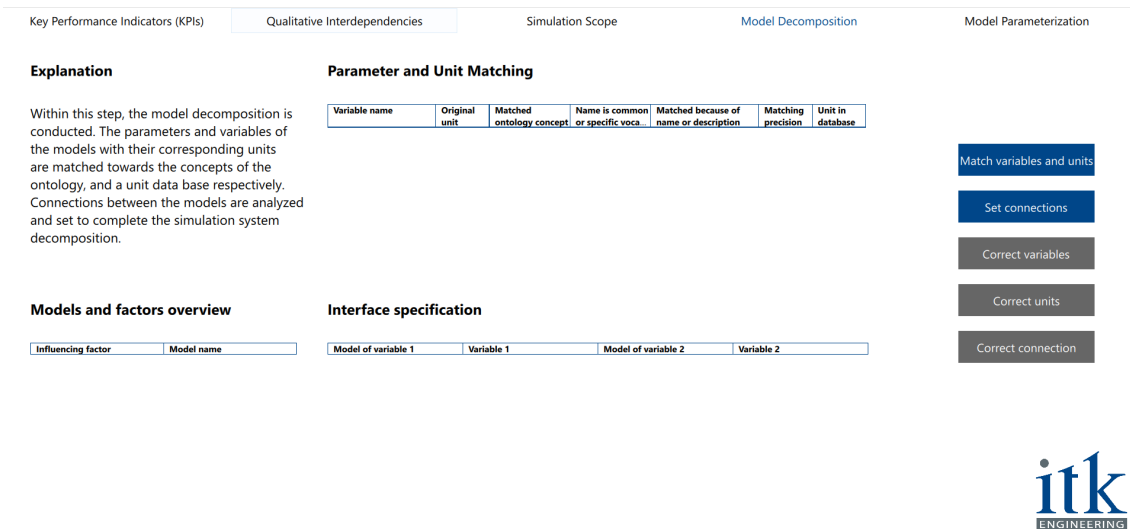 Key Performance Indicators (KPIs) Qualitative Interdependencies Simulation Scope Model Decomposition Model Parameterization
Explanation
Within this step, the model decomposition is
conducted. The parameters and variables of
the models with their corresponding units
are matched towards the concepts of the
ontology, and a unit data base respectively.
Connections between the models are analyzed
and set to complete the simulation system
decomposition.
Parameter and Unit Matching
Variable name Original Matched Name is common Matched because of Matching Unit in
unit ontology concept or specific voca... name or description precision database
Match variables and units
Set connections
Correct variables
Correct units
Correct connection
Models and factors overview
Influencing factor Model name
Interface specification
Model of variable 1 Variable 1 Model of variable 2 Variable 2
itk
ENGINEERING